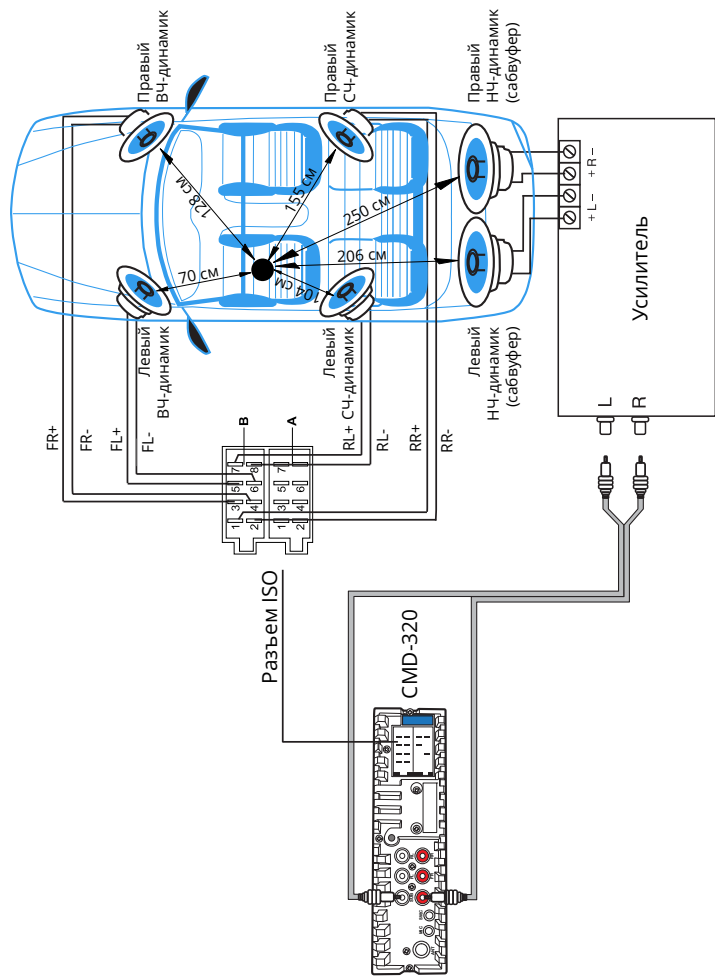 Правый
ВЧ-динамик
Правый
СЧ-динамик
Правый
НЧ-динамик
(сабвуфер)
128 см
155 см
250 см
70 см
104 см
206 см
Левый
ВЧ-динамик
Левый
СЧ-динамик
Левый
НЧ-динамик
(сабвуфер)
+ L – + R –
Усилитель
L
R
FR+
FR-
FL+
FL-
RL+
RL-
RR+
RR-
B
A
1 3 5 7
2 4 6 8
5 7
2 4 6
Разъем ISO
CMD-320